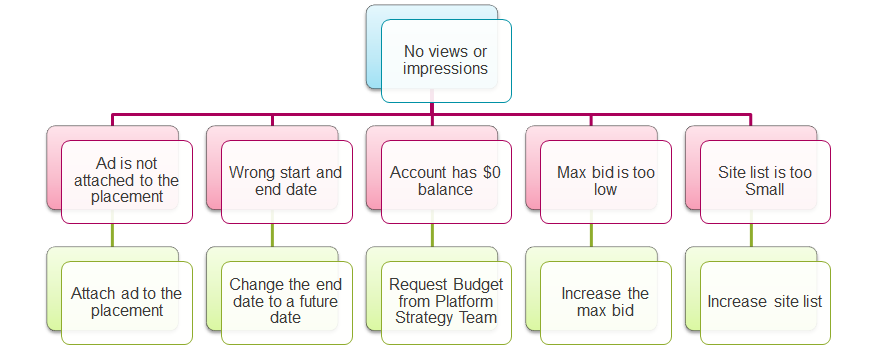 No views or
impressions
Ad is not
attached to the
placement
Wrong start and
end date
Account has $0
balance
Max bid is too
low
Site list is too
Small
Attach ad to the
placement
Change the end
date to a future
date
Request Budget
from Platform
Strategy Team
Increase the
max bid
Increase site list